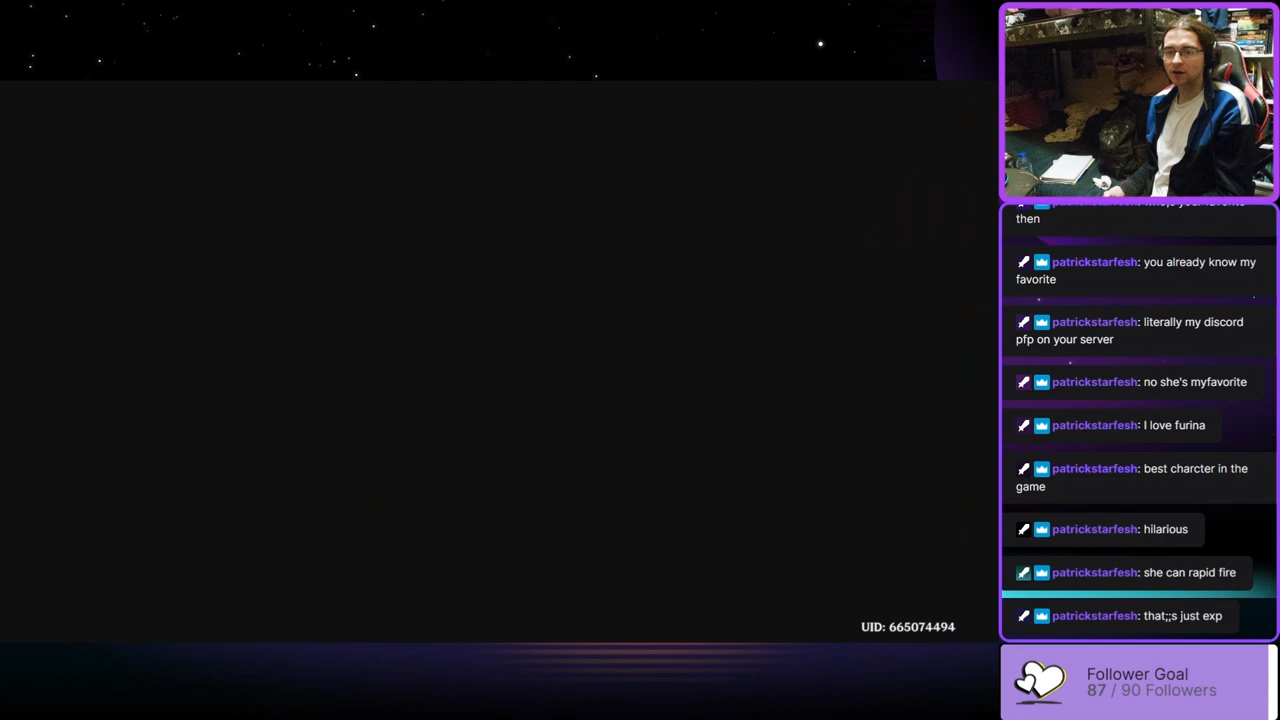 then
patrickstarfesh: you already know my
favorite
patrickstarfesh: literally my discord
pfp on your server
patrickstarfesh: no she's myfavorite
patrickstarfesh: I love furina
patrickstarfesh: best charcter in the
game
patrickstarfesh: hilarious
patrickstarfesh: she can rapid fire
patrickstarfesh: that;;s just exp
UID: 665074494
Follower Goal
87 / 90 Followers